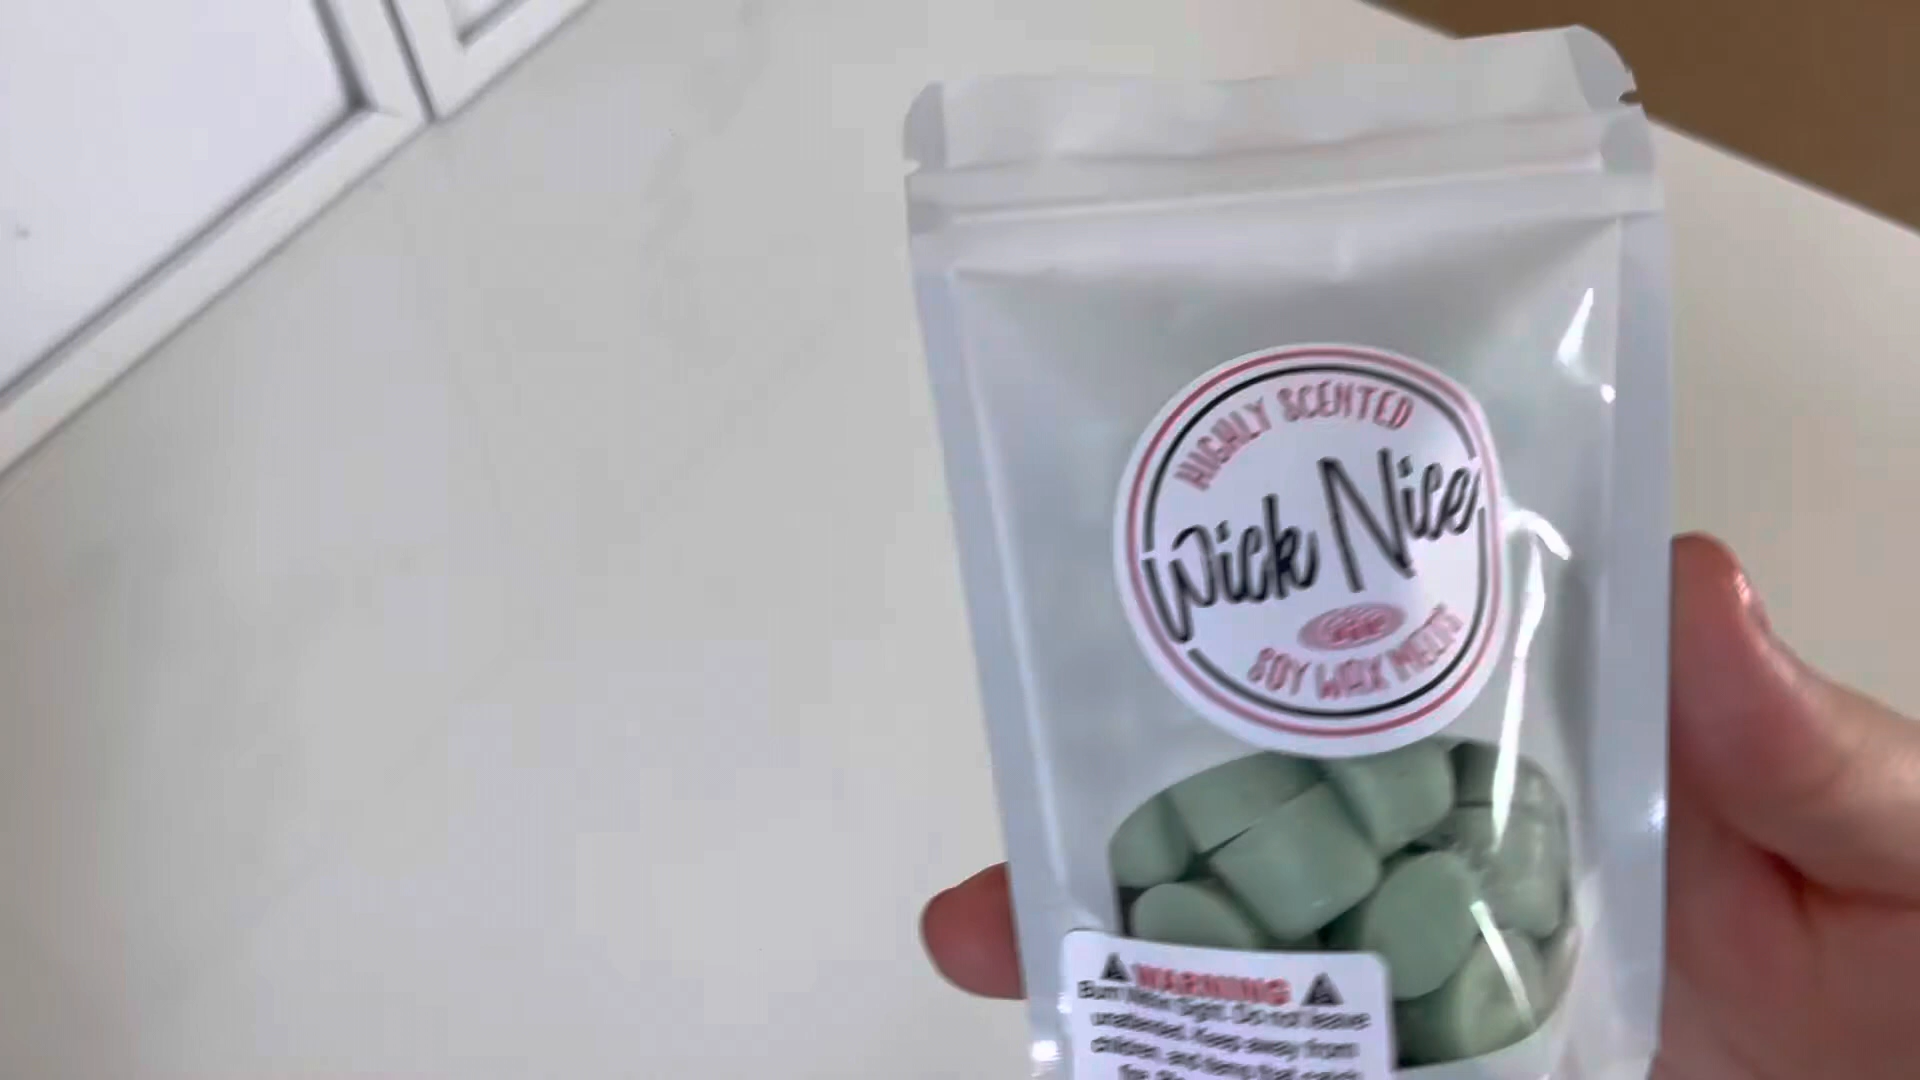 HIGHLY SCENTED
Wick Nice
SOY WAX MELTS
WARNING
Burn within sight. Do not leave
unattended. Keep away from
children and items that catch